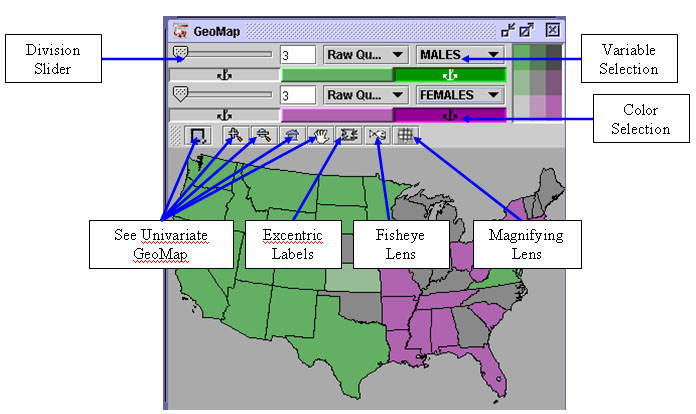 GeoMap
Division
Slider
3
Raw Qu...
MALES
Variable
Selection
3
Raw Qu...
FEMALES
Color
Selection
See Univariate
GeoMap
Excentric
Labels
Fisheye
Lens
Magnifying
Lens